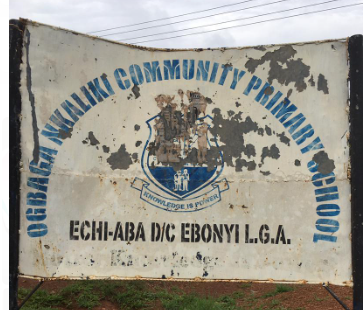 OGBAGA NKALIKI COMMUNITY PRIMARY SCHOOL
KNOWLEDGE IS POWER
ECHI-ABA D/C EBONYI L.G.A.